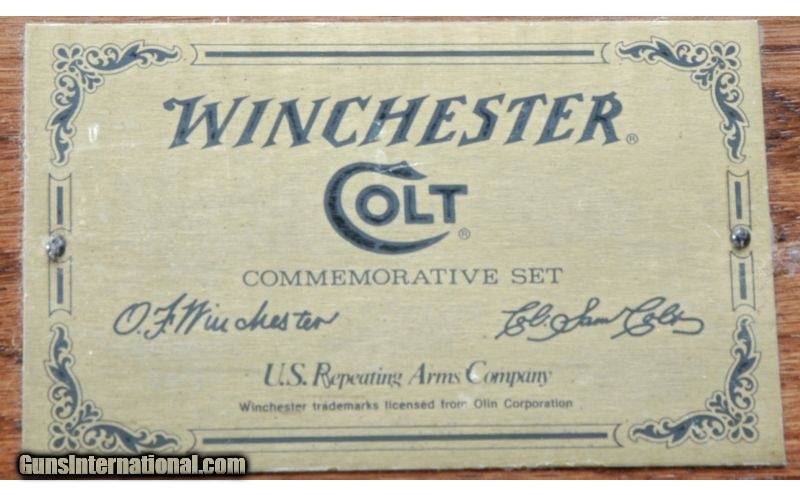 WINCHESTER®
COLT®
COMMEMORATIVE SET
O. F. Winchester Col. Sam Colt
U.S. Repeating Arms Company
Winchester trademarks licensed from Olin Corporation
GunsInternational.com